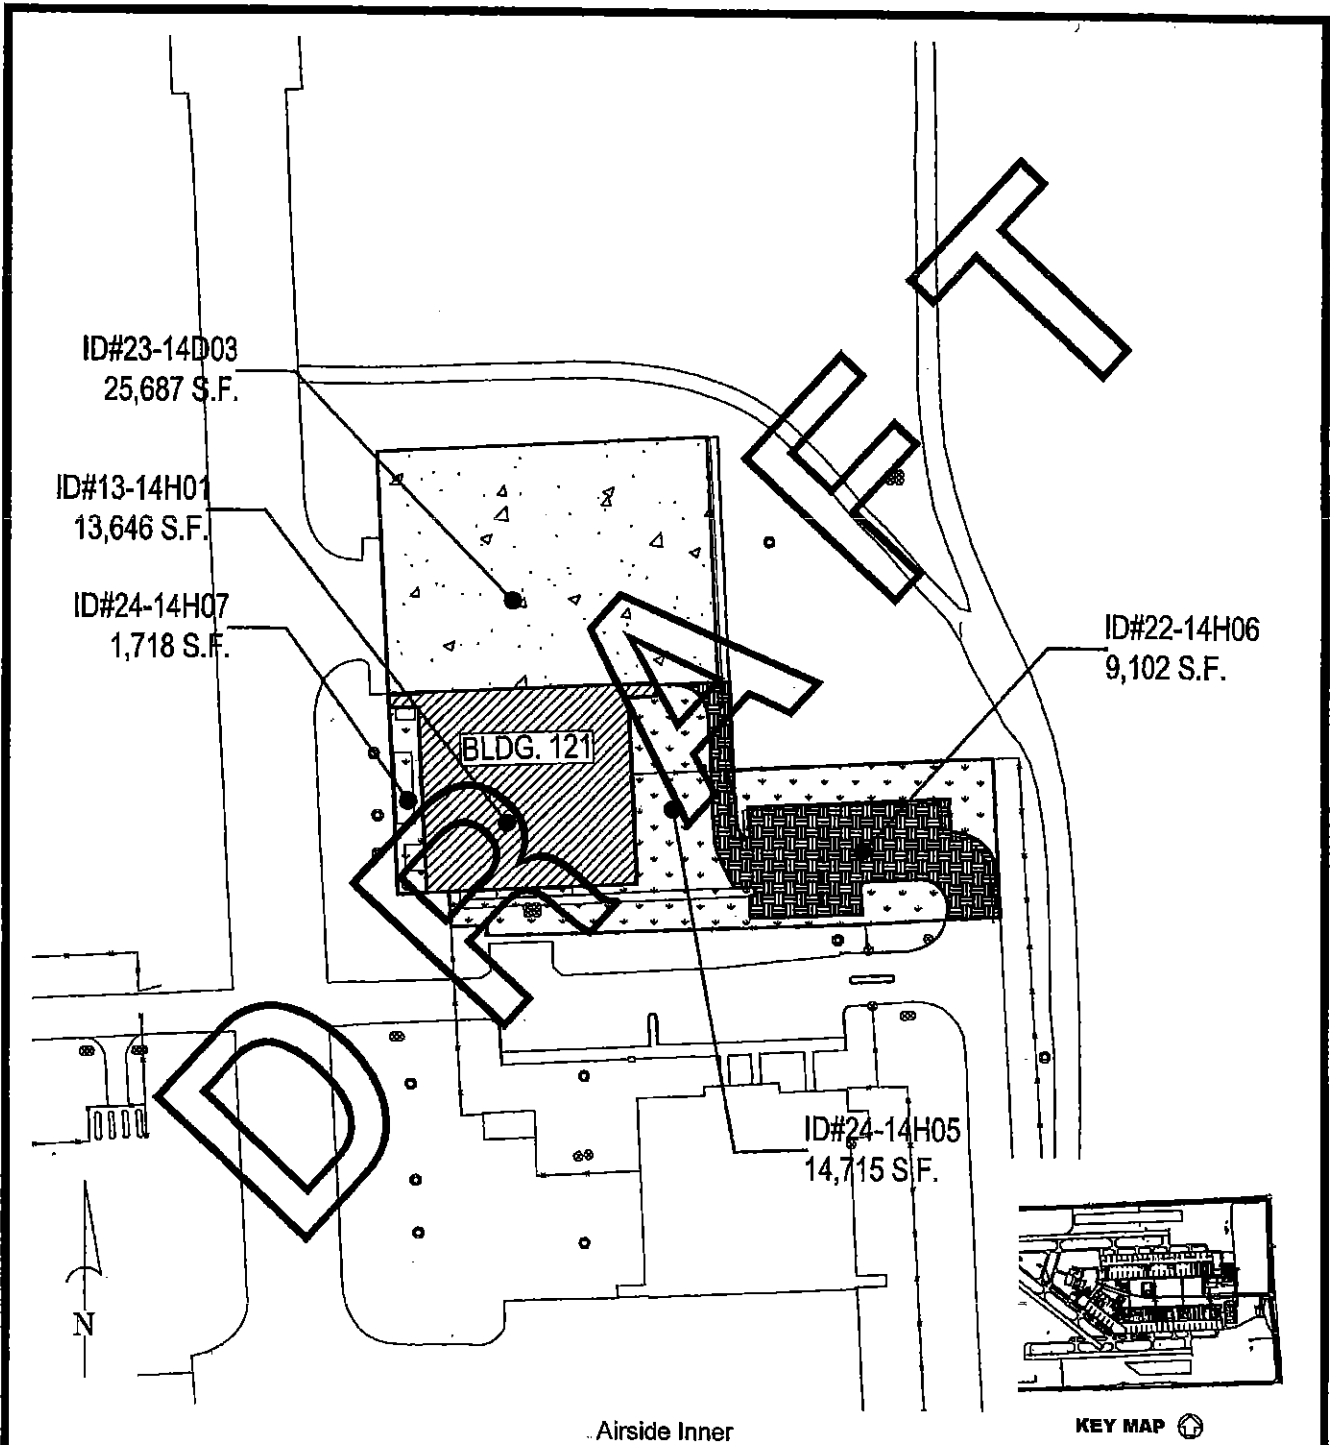 DRAFT
ID#23-14D03
25,687 S.F.
ID#13-14H01
13,646 S.F.
ID#24-14H07
1,718 S.F.
ID#22-14H06
9,102 S.F.
BLDG. 121
ID#24-14H05
14,715 S.F.
N
Airside Inner
KEY MAP